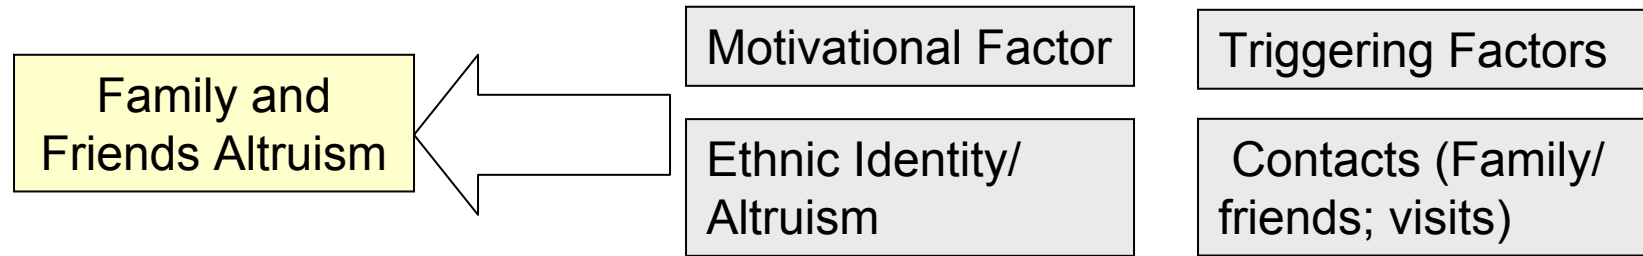 Family and
Friends Altruism
Motivational Factor
Triggering Factors
Ethnic Identity/
Altruism
Contacts (Family/
friends; visits)